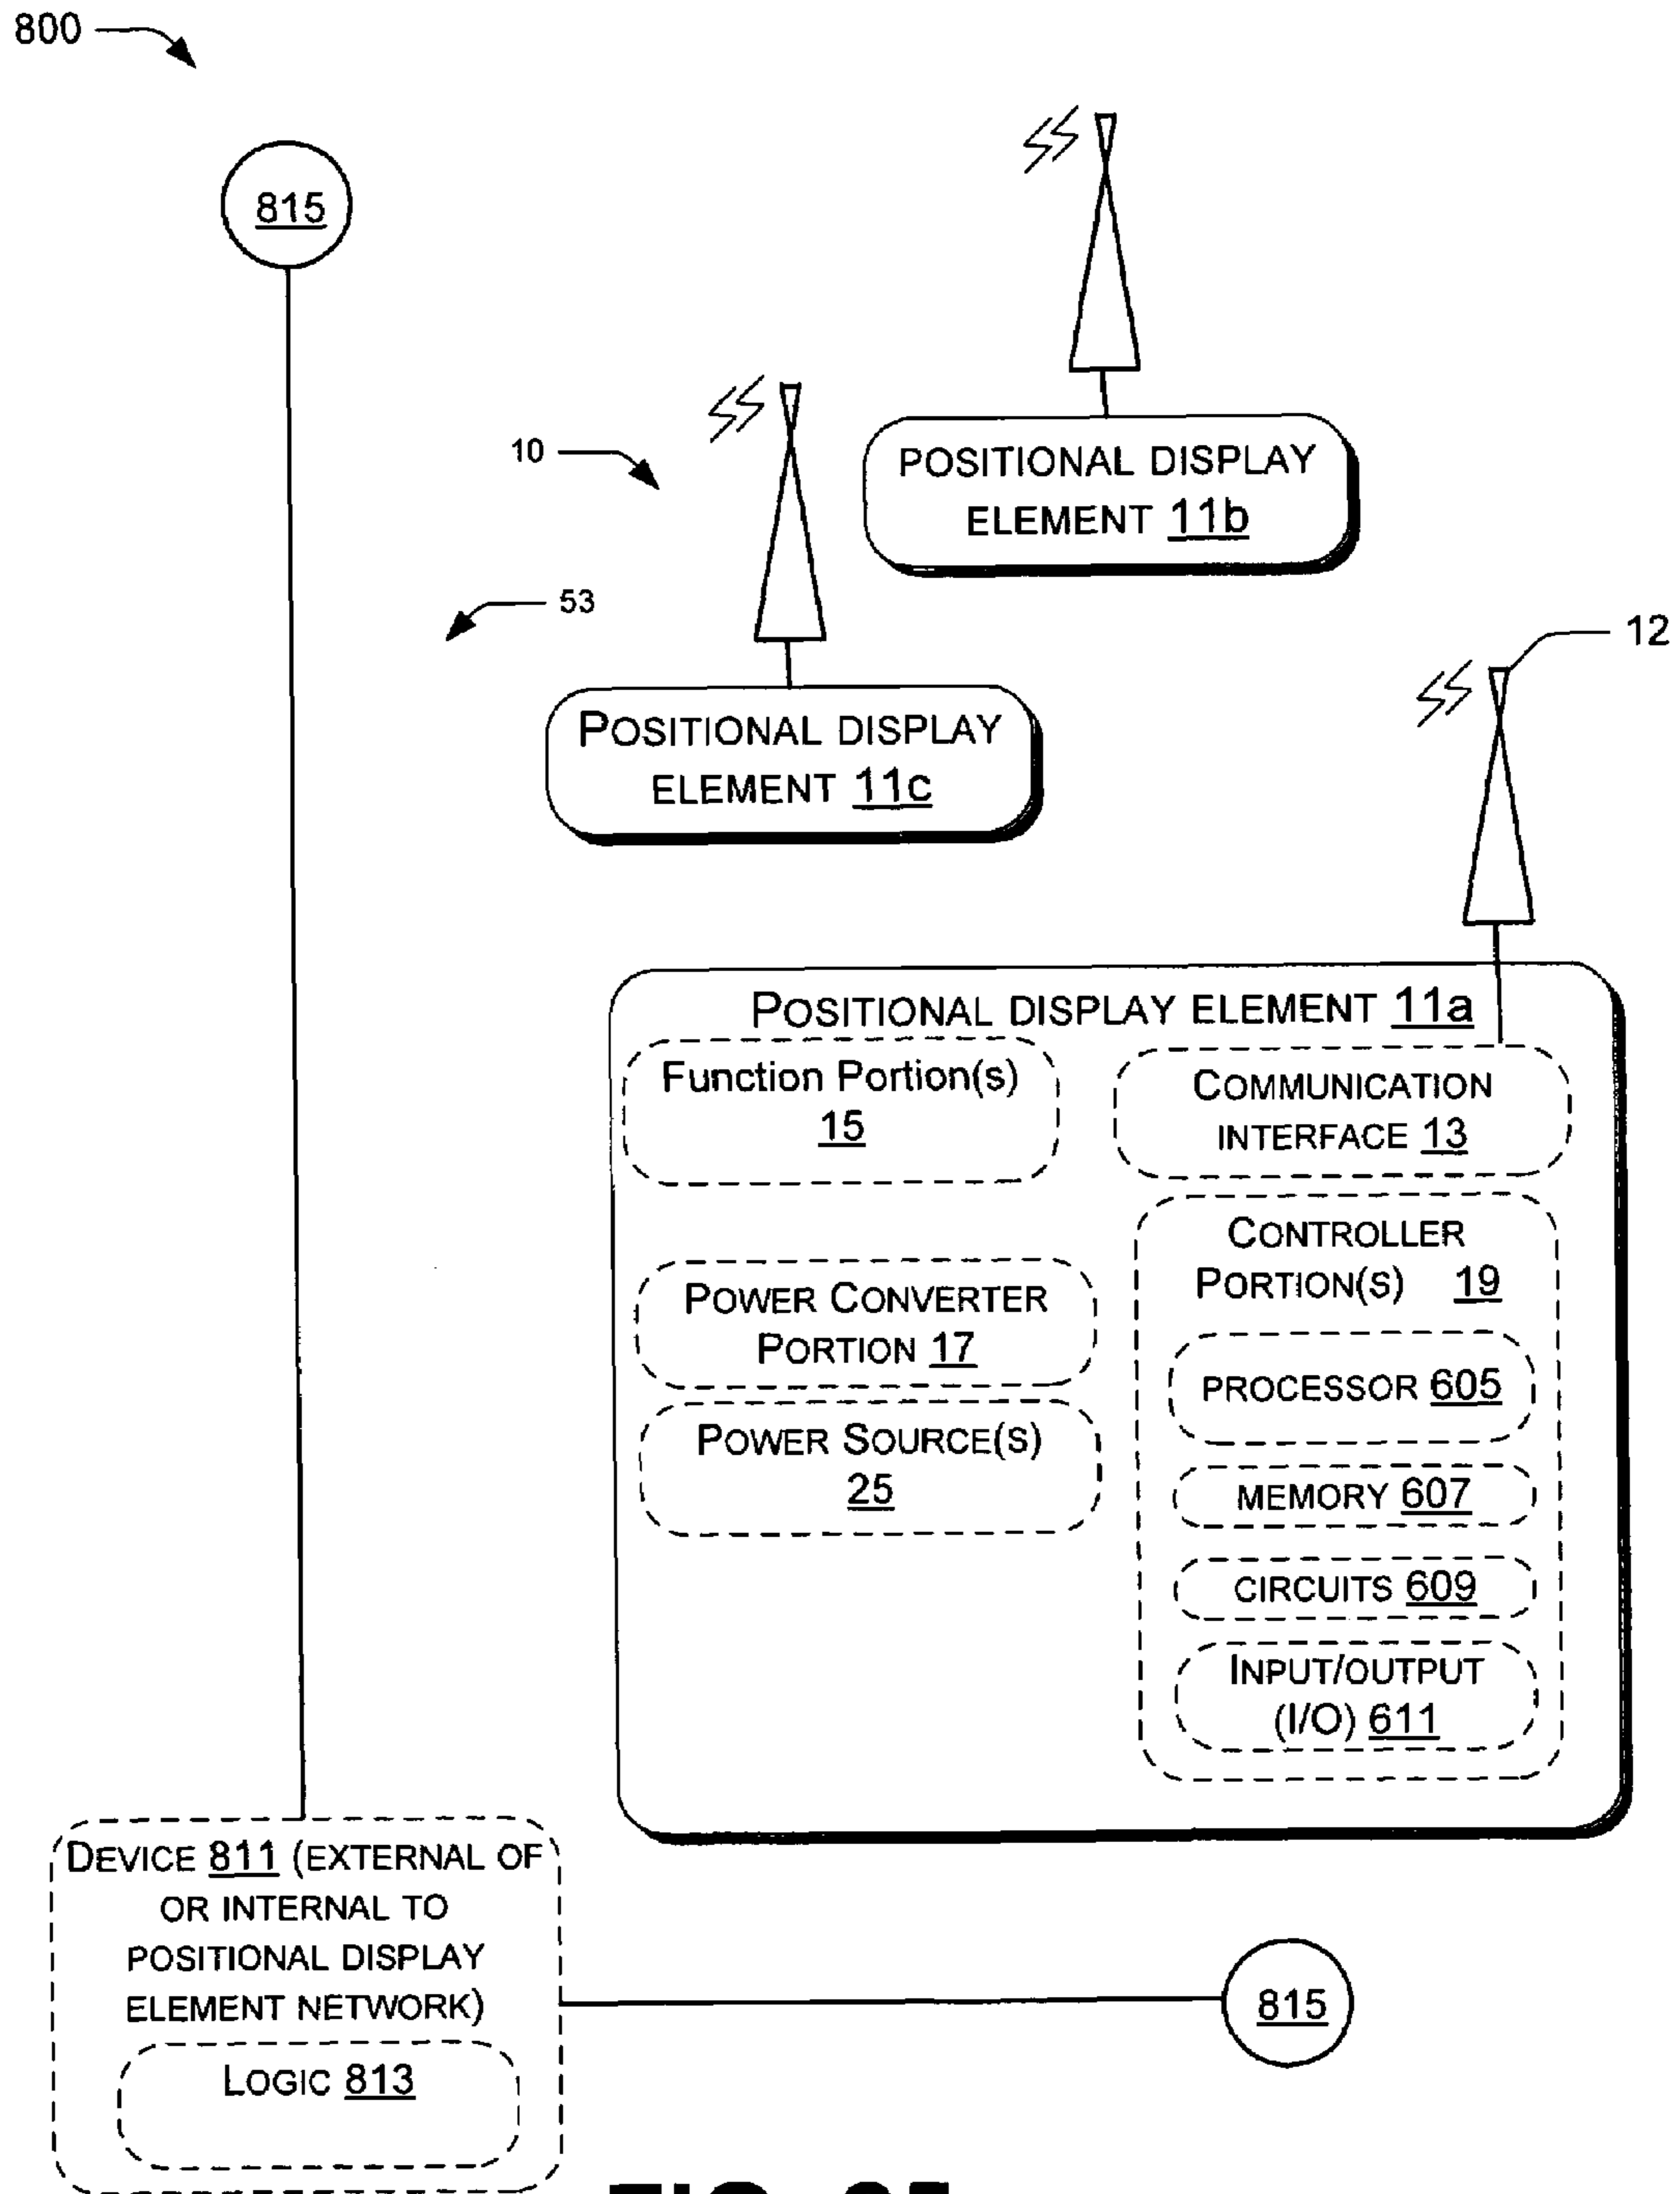 800
815
10
POSITIONAL DISPLAY
ELEMENT 11b
53
12
POSITIONAL DISPLAY
ELEMENT 11c
POSITIONAL DISPLAY ELEMENT 11a
Function Portion(s)
15
COMMUNICATION
INTERFACE 13
POWER CONVERTER
PORTION 17
POWER SOURCE(S)
25
CONTROLLER
PORTION(S) 19
PROCESSOR 605
MEMORY 607
CIRCUITS 609
INPUT/OUTPUT
(I/O) 611
DEVICE 811 (EXTERNAL OF
OR INTERNAL TO
POSITIONAL DISPLAY
ELEMENT NETWORK)
LOGIC 813
815